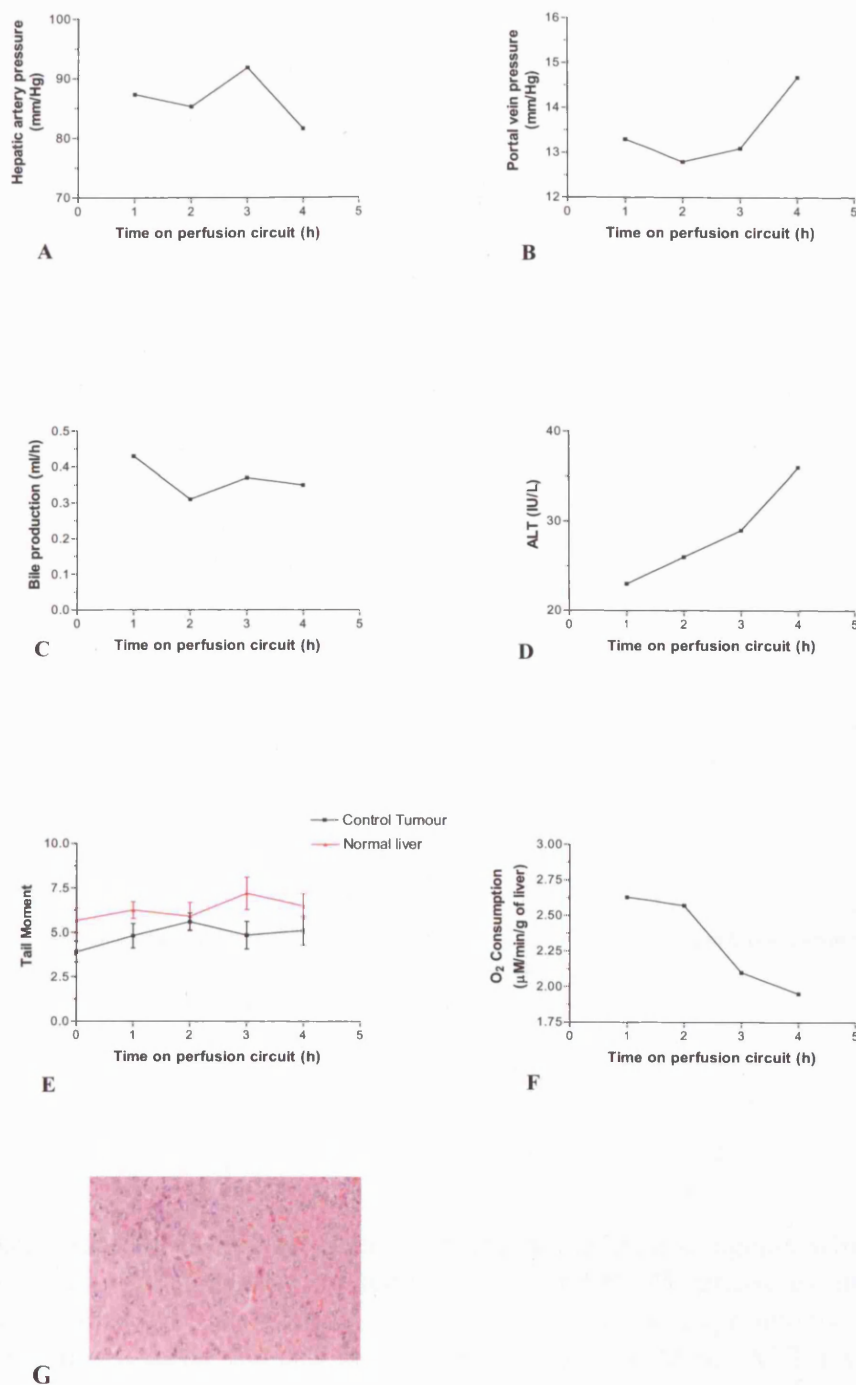 Hepatic artery pressure
(mm/Hg)
100
90
80
70
0 1 2 3 4 5
Time on perfusion circuit (h)
A
Portal vein pressure
(mm/Hg)
16
15
14
13
12
0 1 2 3 4 5
Time on perfusion circuit (h)
B
Bile production (ml/h)
0.5
0.4
0.3
0.2
0.1
0.0
0 1 2 3 4 5
Time on perfusion circuit (h)
C
ALT (IU/L)
40
30
20
0 1 2 3 4 5
Time on perfusion circuit (h)
D
Control Tumour
Normal liver
Tail Moment
10.0
7.5
5.0
2.5
0.0
0 1 2 3 4 5
Time on perfusion circuit (h)
E
O2 Consumption
(µM/min/g of liver)
3.00
2.75
2.50
2.25
2.00
1.75
0 1 2 3 4 5
Time on perfusion circuit (h)
F
G